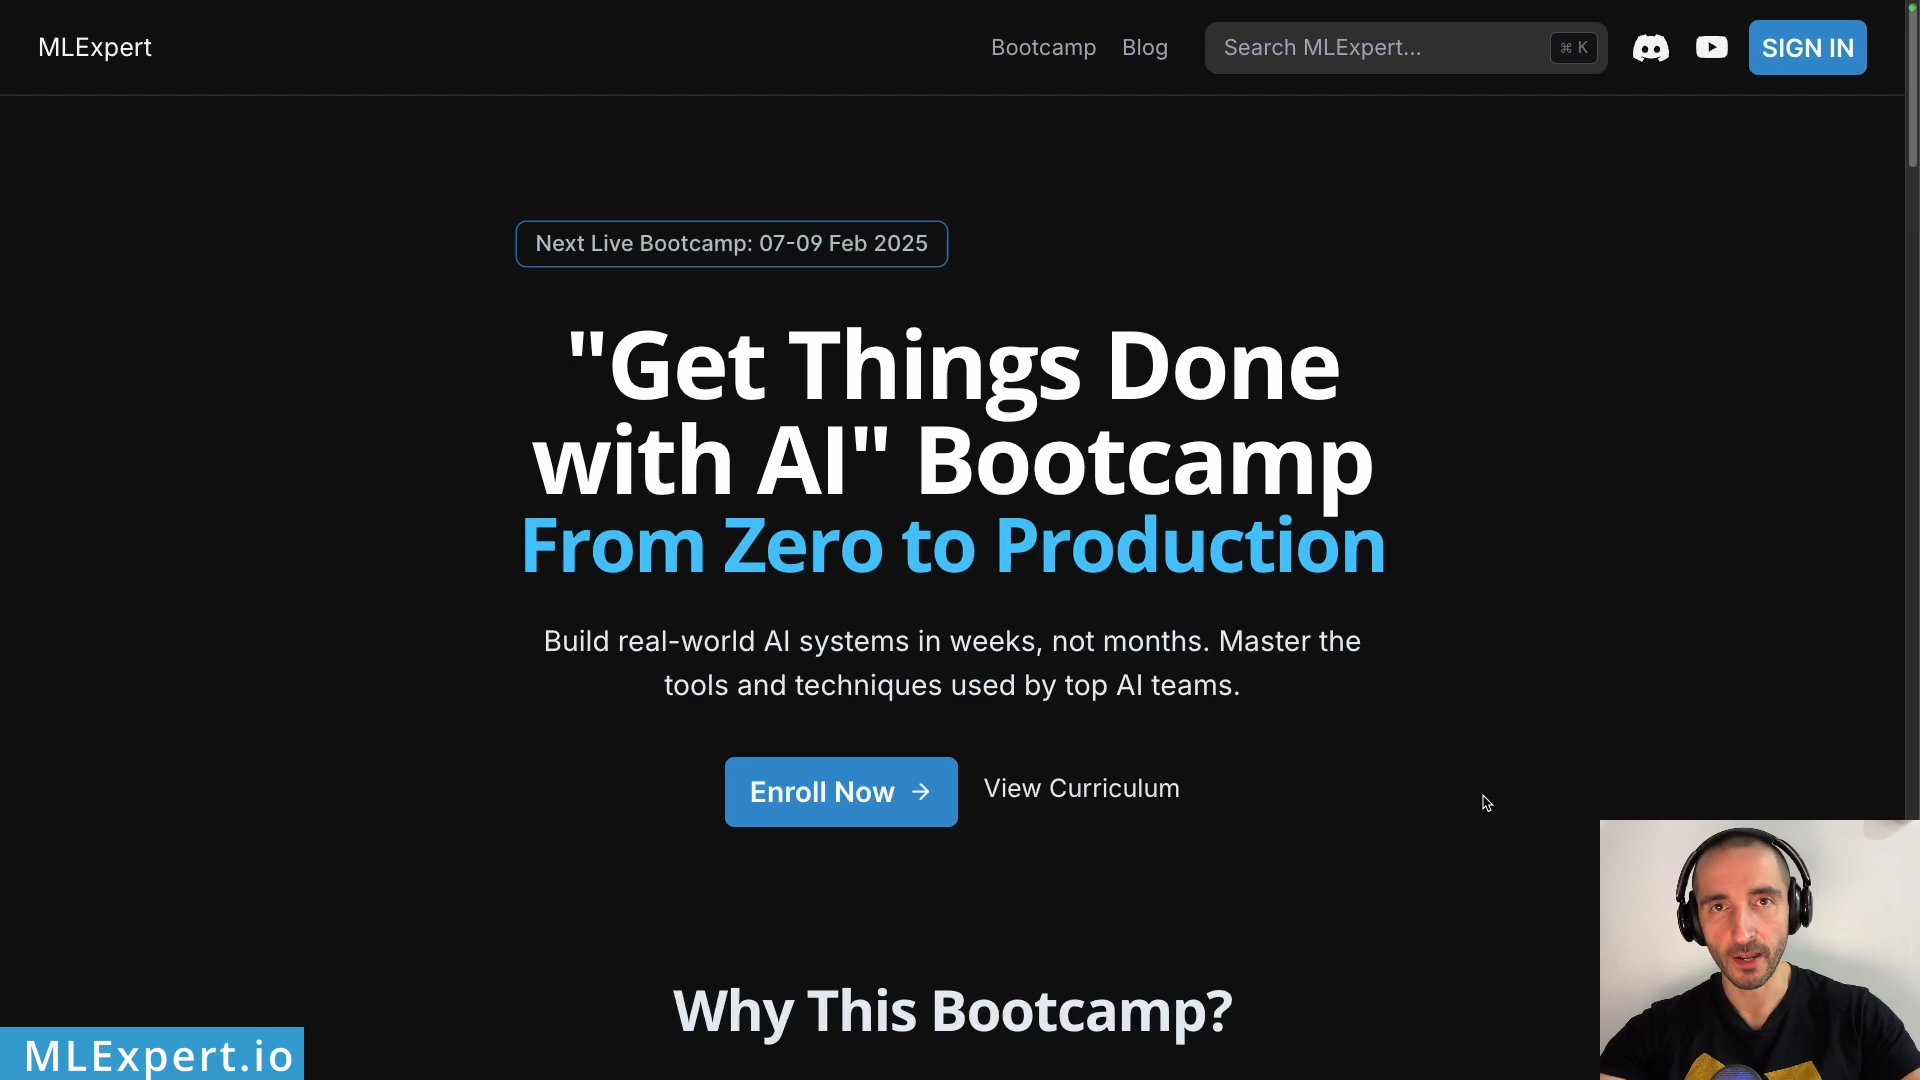 MLExpert
Bootcamp
Blog
Search MLExpert...
⌘ K
SIGN IN
Next Live Bootcamp: 07-09 Feb 2025
"Get Things Done
with AI" Bootcamp
From Zero to Production
Build real-world AI systems in weeks, not months. Master the
tools and techniques used by top AI teams.
Enroll Now →
View Curriculum
Why This Bootcamp?
MLExpert.io